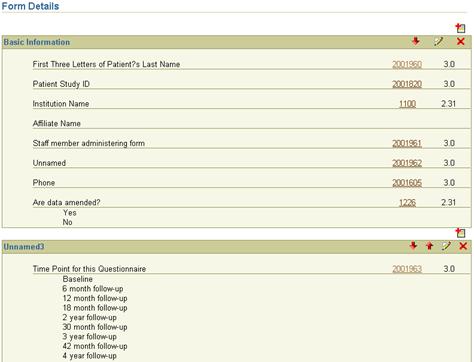 Form Details
Basic Information
First Three Letters of Patient?s Last Name 2001960 3.0
Patient Study ID 2001820 3.0
Institution Name 1100 2.31
Affiliate Name
Staff member administering form 2001961 3.0
Unnamed 2001962 3.0
Phone 2001605 3.0
Are data amended? 1226 2.31
Yes
No
Unnamed3
Time Point for this Questionnaire 2001963 3.0
Baseline
6 month follow-up
12 month follow-up
18 month follow-up
2 year follow-up
30 month follow-up
3 year follow-up
42 month follow-up
4 year follow-up